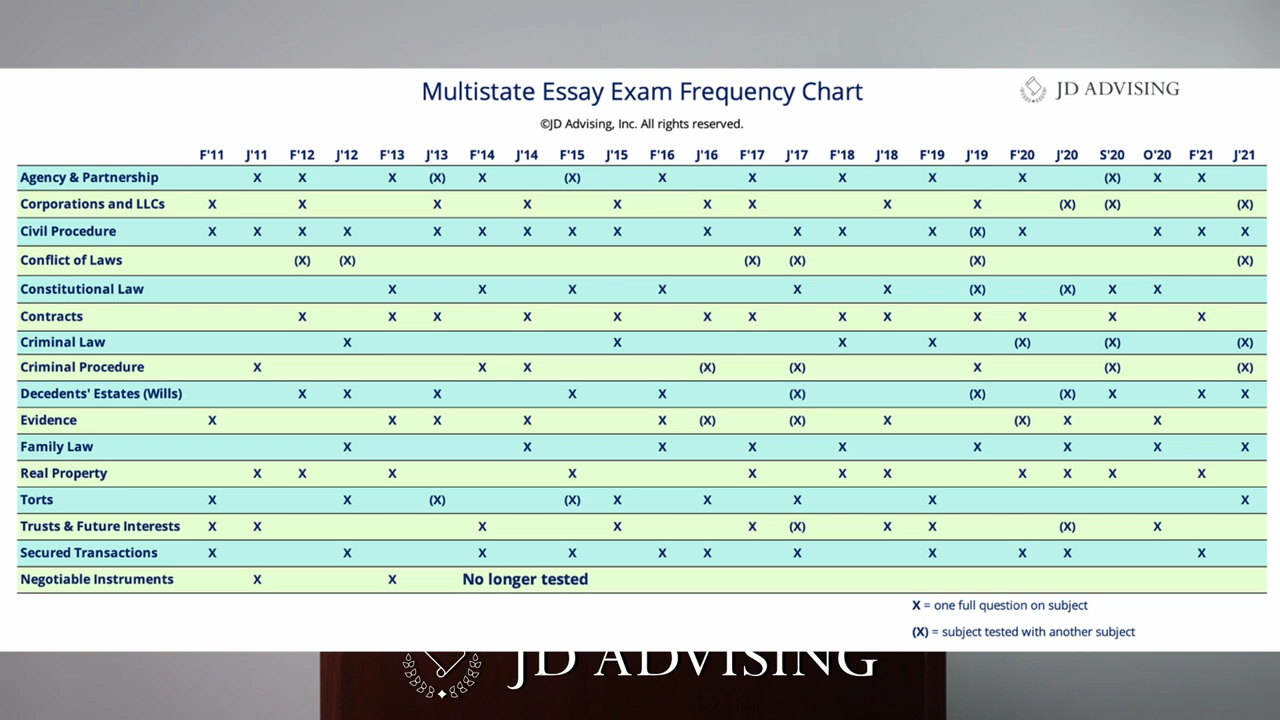 Multistate Essay Exam Frequency Chart
JD ADVISING
©JD Advising, Inc. All rights reserved.
F'11 J'11 F'12 J'12 F'13 J'13 F'14 J'14 F'15 J'15 F'16 J'16 F'17 J'17 F'18 J'18 F'19 J'19 F'20 J'20 S'20 O'20 F'21 J'21
Agency & Partnership X X X (X) X (X) X X X X X (X) X X
Corporations and LLCs X X X X X X X X X (X) (X) (X)
Civil Procedure X X X X X X X X X X X X X (X) X X X X
Conflict of Laws (X) (X) (X) (X) (X) (X)
Constitutional Law X X X X X X (X) (X) X X
Contracts X X X X X X X X X X X X X
Criminal Law X X X X (X) (X) (X)
Criminal Procedure X X X (X) (X) X (X) (X)
Decedents' Estates (Wills) X X X X X (X) (X) (X) X X X
Evidence X X X X X (X) (X) X (X) X X
Family Law X X X X X X X X X
Real Property X X X X X X X X X X X
Torts X X (X) (X) X X X X X
Trusts & Future Interests X X X X X (X) X X (X) X
Secured Transactions X X X X X X X X X X X
Negotiable Instruments X X No longer tested
X = one full question on subject
(X) = subject tested with another subject
JD ADVISING